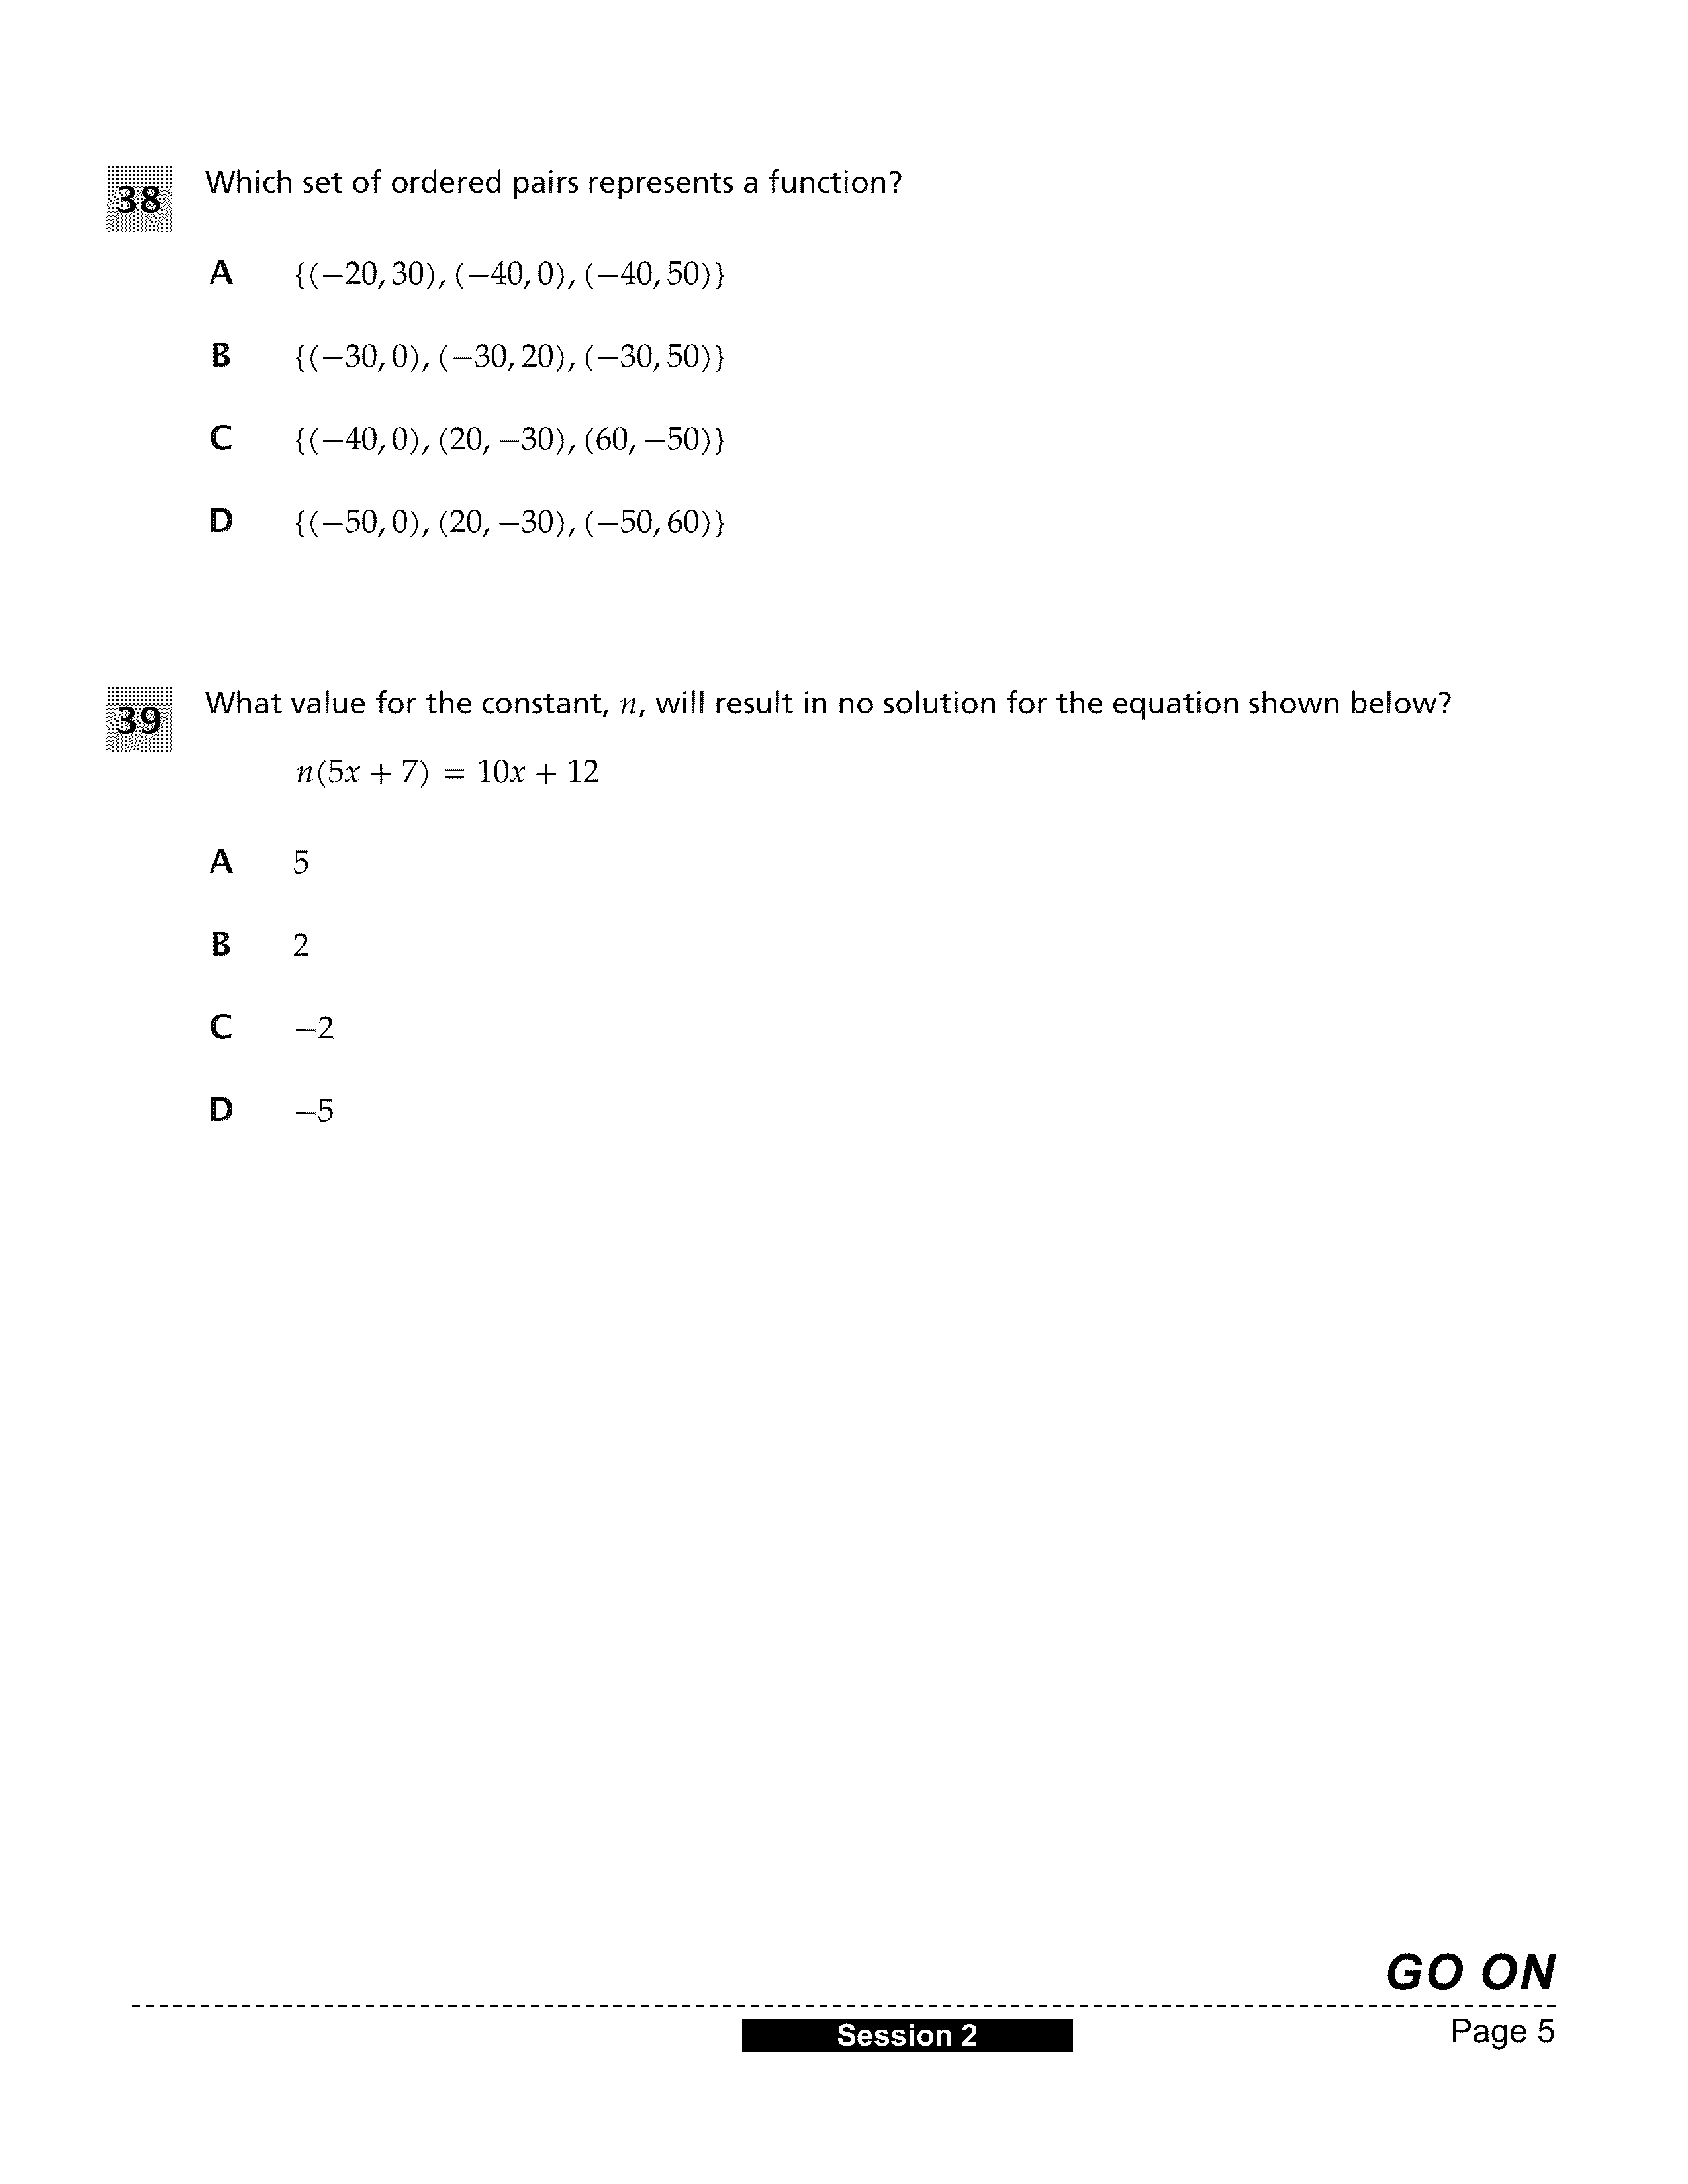 38 Which set of ordered pairs represents a function?
A {(−20, 30), (−40, 0), (−40, 50)}
B {(−30, 0), (−30, 20), (−30, 50)}
C {(−40, 0), (20, −30), (60, −50)}
D {(−50, 0), (20, −30), (−50, 60)}
39 What value for the constant, n, will result in no solution for the equation shown below?
n(5x + 7) = 10x + 12
A 5
B 2
C −2
D −5
GO ON
Session 2
Page 5